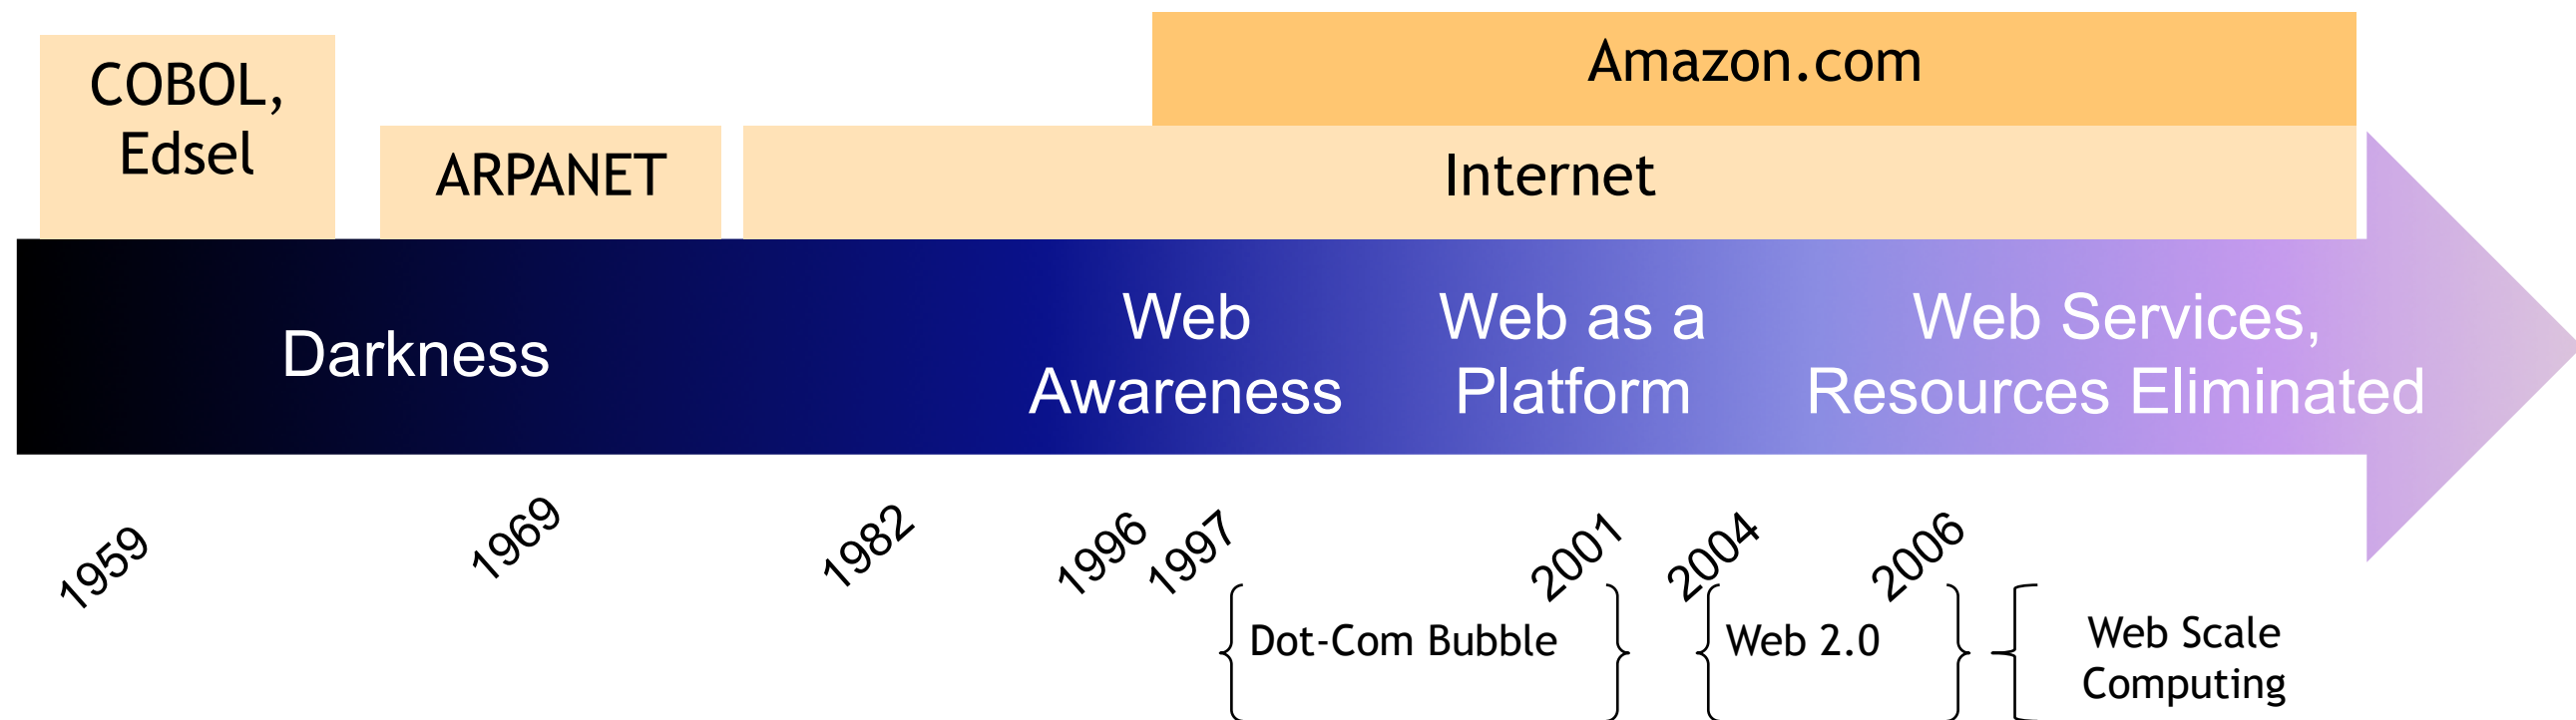 Amazon.com
COBOL,
Edsel
ARPANET
Internet
Darkness
Web
Awareness
Web as a
Platform
Web Services,
Resources Eliminated
1959
1969
1982
1996
1997
2001
2004
2006
Dot-Com Bubble
Web 2.0
Web Scale
Computing